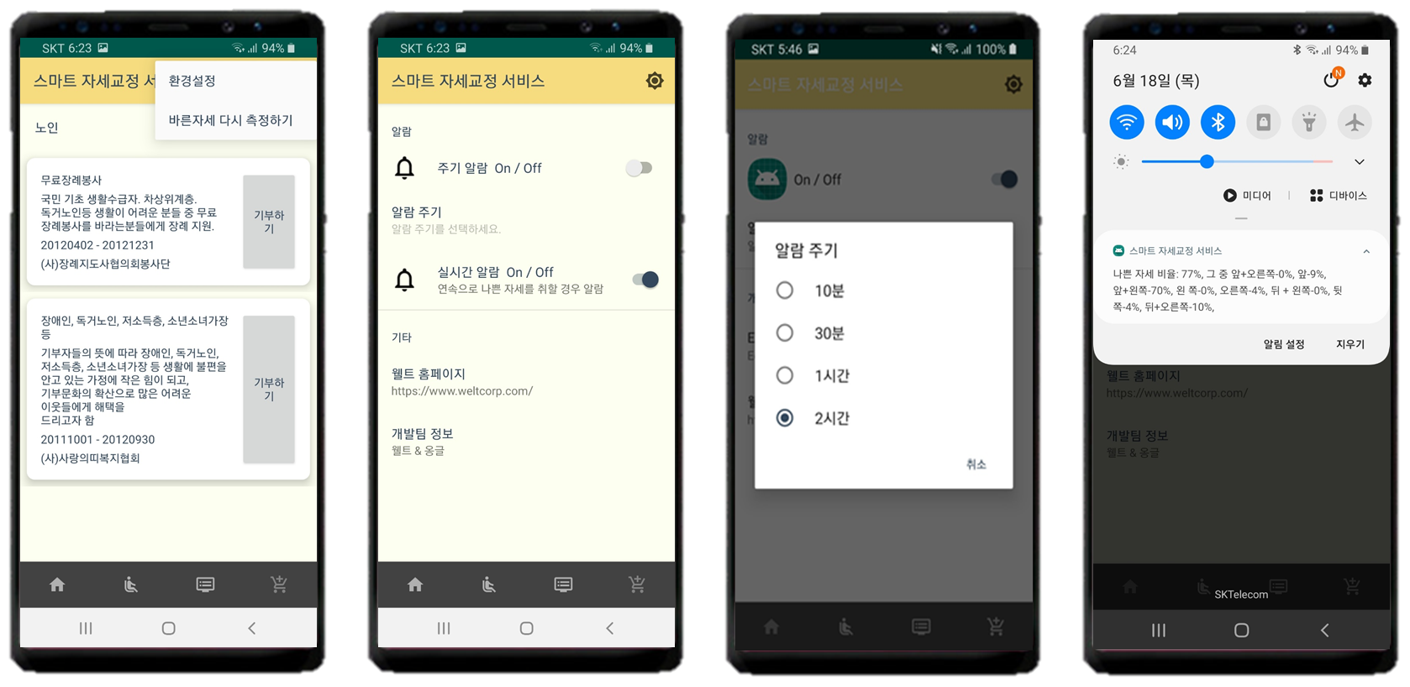 SKT 6:23
94%
스마트 자세교정 서
환경설정
바른자세 다시 측정하기
노인
무료장례봉사
국민 기초 생활수급자. 차상위계층.
독거노인등 생활이 어려운 분들 중 무료
장례봉사를 바라는분들에게 장례 지원.
20120402 - 20121231
(사)장례지도사협의회봉사단
기부하
기
장애인, 독거노인, 저소득층, 소년소녀가장
등
기부자들의 뜻에 따라 장애인, 독거노인,
저소득층, 소년소녀가장 등 생활에 불편을
안고 있는 가정에 작은 힘이 되고,
기부문화의 확산으로 많은 어려운
이웃들에게 해택을
드리고자 함
20111001 - 20120930
(사)사랑의띠복지협회
기부하
기
SKT 6:23
94%
스마트 자세교정 서비스
알람
주기 알람 On / Off
알람 주기
알람 주기를 선택하세요.
실시간 알람 On / Off
연속으로 나쁜 자세를 취할 경우 알람
기타
웰트 홈페이지
https://www.weltcorp.com/
개발팀 정보
웰트 & 옹글
SKT 5:46
100%
스마트 자세교정 서비스
알람
On / Off
알람 주기
10분
30분
1시간
2시간
취소
6:24
94%
6월 18일 (목)
N
미디어
디바이스
스마트 자세교정 서비스
나쁜 자세 비율: 77%, 그 중 앞+오른쪽-0%, 앞-9%,
앞+왼쪽-70%, 왼 쪽-0%, 오른쪽-4%, 뒤 + 왼쪽-0%, 뒷
쪽-4%, 뒤+오른쪽-10%,
알림 설정
지우기
웰트 홈페이지
https://www.weltcorp.com/
개발팀 정보
웰트 & 옹글
SKTelecom